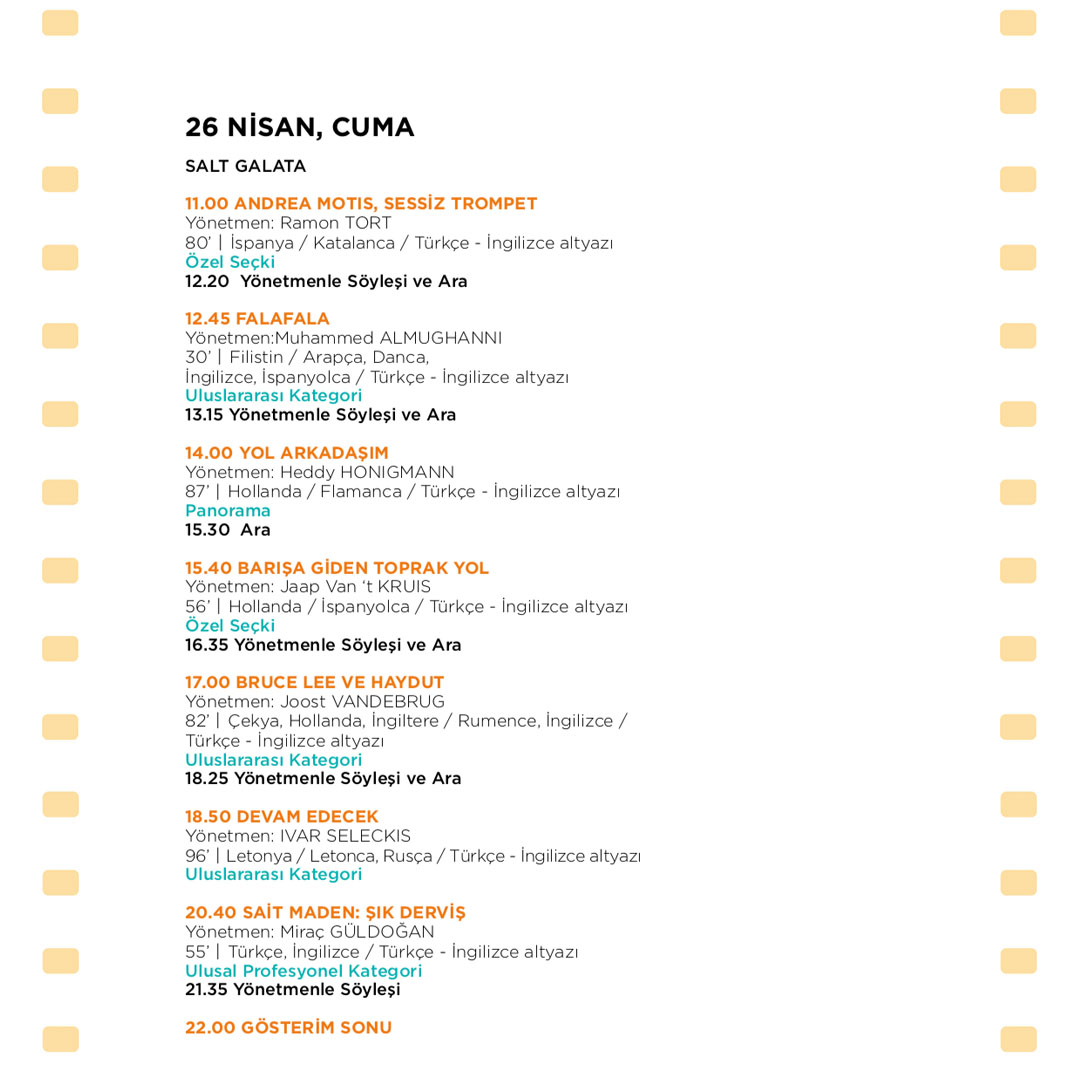 26 NİSAN, CUMA
SALT GALATA
11.00 ANDREA MOTIS, SESSİZ TROMPET
Yönetmen: Ramon TORT
80’ | İspanya / Katalanca / Türkçe - İngilizce altyazı
Özel Seçki
12.20 Yönetmenle Söyleşi ve Ara
12.45 FALAFALA
Yönetmen:Muhammed ALMUGHANNI
30’ | Filistin / Arapça, Danca,
İngilizce, İspanyolca / Türkçe - İngilizce altyazı
Uluslararası Kategori
13.15 Yönetmenle Söyleşi ve Ara
14.00 YOL ARKADAŞIM
Yönetmen: Heddy HONIGMANN
87’ | Hollanda / Flamanca / Türkçe - İngilizce altyazı
Panorama
15.30 Ara
15.40 BARIŞA GİDEN TOPRAK YOL
Yönetmen: Jaap Van ‘t KRUIS
56’ | Hollanda / İspanyolca / Türkçe - İngilizce altyazı
Özel Seçki
16.35 Yönetmenle Söyleşi ve Ara
17.00 BRUCE LEE VE HAYDUT
Yönetmen: Joost VANDEBRUG
82’ | Çekya, Hollanda, İngiltere / Rumence, İngilizce /
Türkçe - İngilizce altyazı
Uluslararası Kategori
18.25 Yönetmenle Söyleşi ve Ara
18.50 DEVAM EDECEK
Yönetmen: IVAR SELECKIS
96’ | Letonya / Letonca, Rusça / Türkçe - İngilizce altyazı
Uluslararası Kategori
20.40 SAİT MADEN: ŞIK DERVİŞ
Yönetmen: Miraç GÜLDOĞAN
55’ | Türkçe, İngilizce / Türkçe - İngilizce altyazı
Ulusal Profesyonel Kategori
21.35 Yönetmenle Söyleşi
22.00 GÖSTERİM SONU